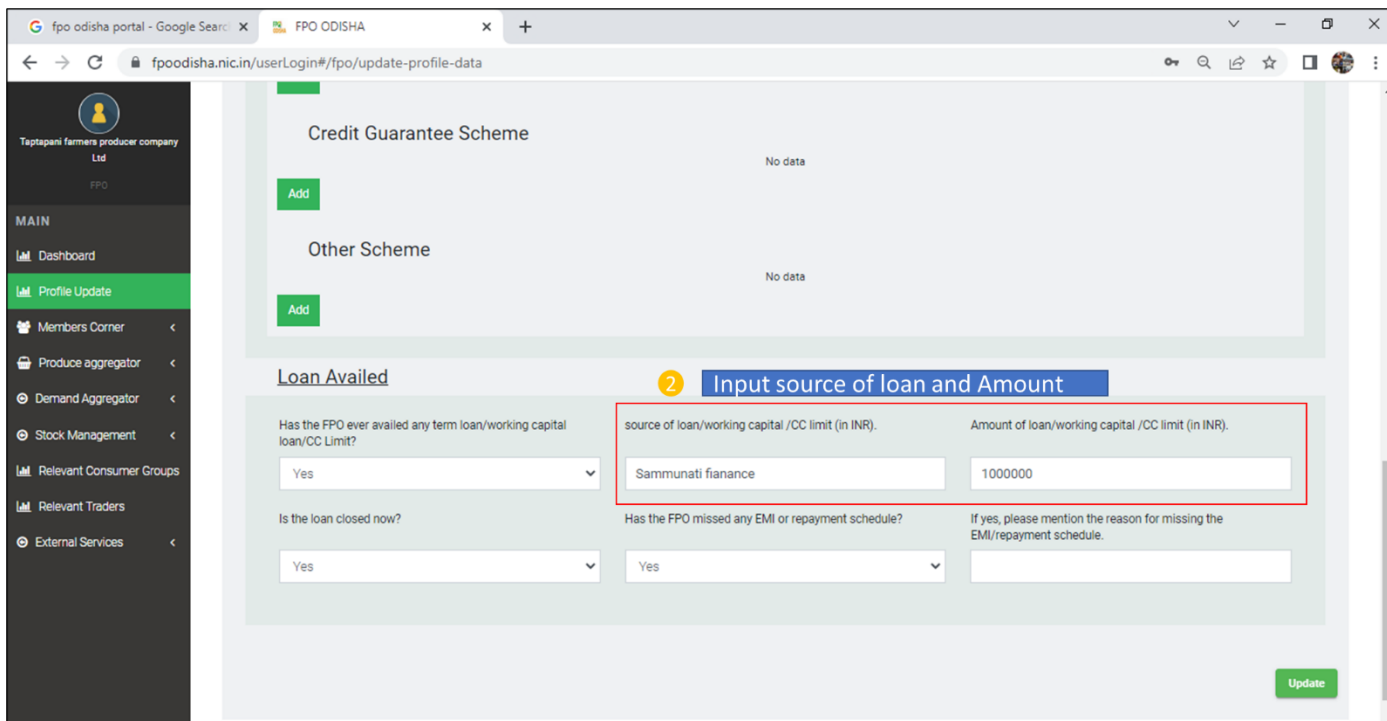 fpo odisha portal - Google Searc
FPO ODISHA
fpoodisha.nic.in/userLogin#/fpo/update-profile-data
Taptapani farmers producer company
Ltd
FPO
MAIN
Dashboard
Profile Update
Members Corner
Produce aggregator
Demand Aggregator
Stock Management
Relevant Consumer Groups
Relevant Traders
External Services
Credit Guarantee Scheme
No data
Add
Other Scheme
No data
Add
Loan Availed
2 Input source of loan and Amount
Has the FPO ever availed any term loan/working capital
loan/CC Limit?
Yes
source of loan/working capital /CC limit (in INR).
Sammunati fianance
Amount of loan/working capital /CC limit (in INR).
1000000
Is the loan closed now?
Yes
Has the FPO missed any EMI or repayment schedule?
Yes
If yes, please mention the reason for missing the
EMI/repayment schedule.
Update